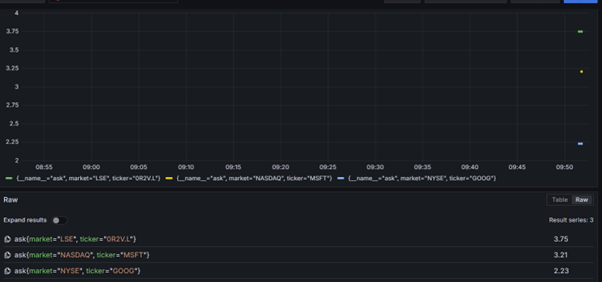 4
3.75
3.5
3.25
3
2.75
2.5
2.25
2
08:55 09:00 09:05 09:10 09:15 09:20 09:25 09:30 09:35 09:40 09:45 09:50
{__name__="ask", market="LSE", ticker="0R2V.L"} {__name__="ask", market="NASDAQ", ticker="MSFT"} {__name__="ask", market="NYSE", ticker="GOOG"}
Raw Table Raw
Expand results Result series: 3
ask{market="LSE", ticker="0R2V.L"} 3.75
ask{market="NASDAQ", ticker="MSFT"} 3.21
ask{market="NYSE", ticker="GOOG"} 2.23